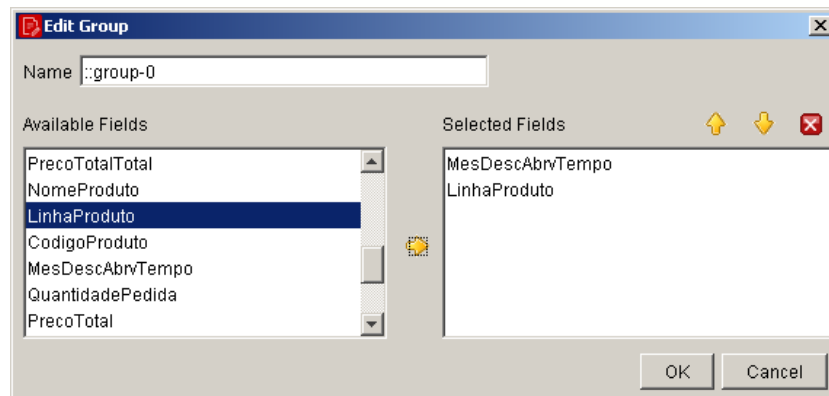 Edit Group
Name ::group-0
Available Fields
Selected Fields
PrecoTotalTotal
NomeProduto
LinhaProduto
CodigoProduto
MesDescAbrvTempo
QuantidadePedida
PrecoTotal
MesDescAbrvTempo
LinhaProduto
OK
Cancel